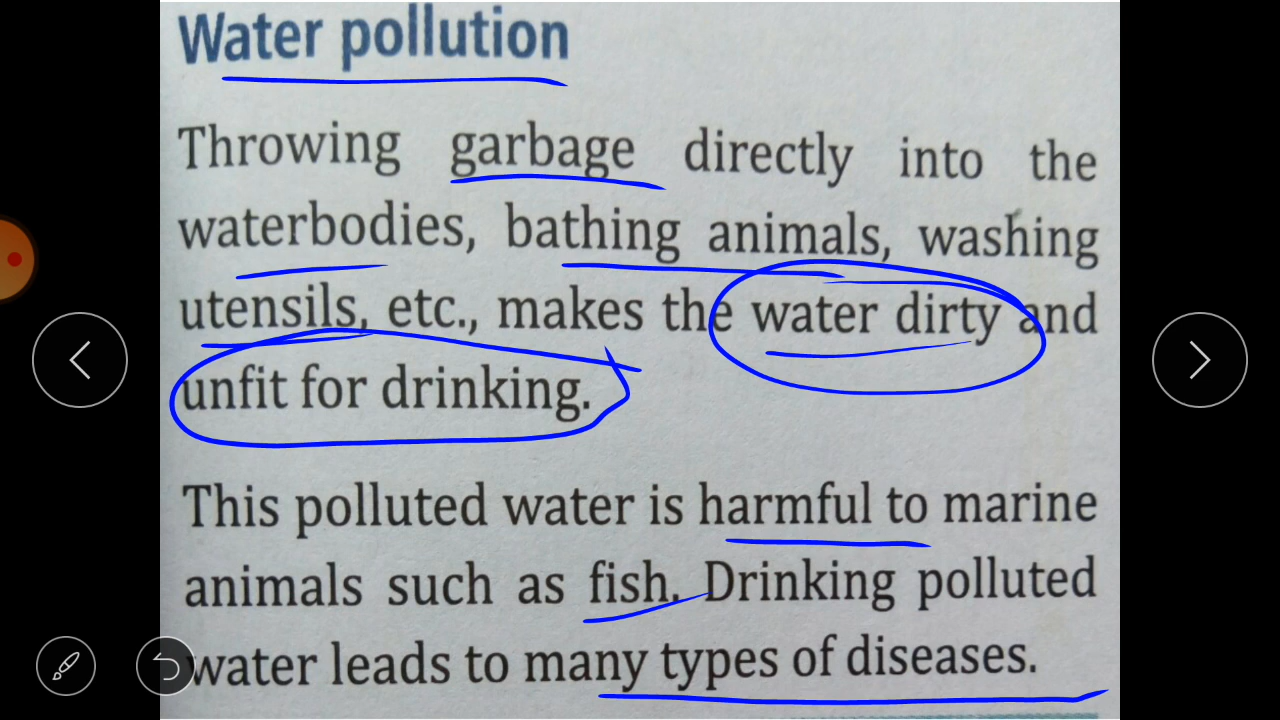 Water pollution
Throwing garbage directly into the
waterbodies, bathing animals, washing
utensils, etc., makes the water dirty and
unfit for drinking.
This polluted water is harmful to marine
animals such as fish. Drinking polluted
water leads to many types of diseases.